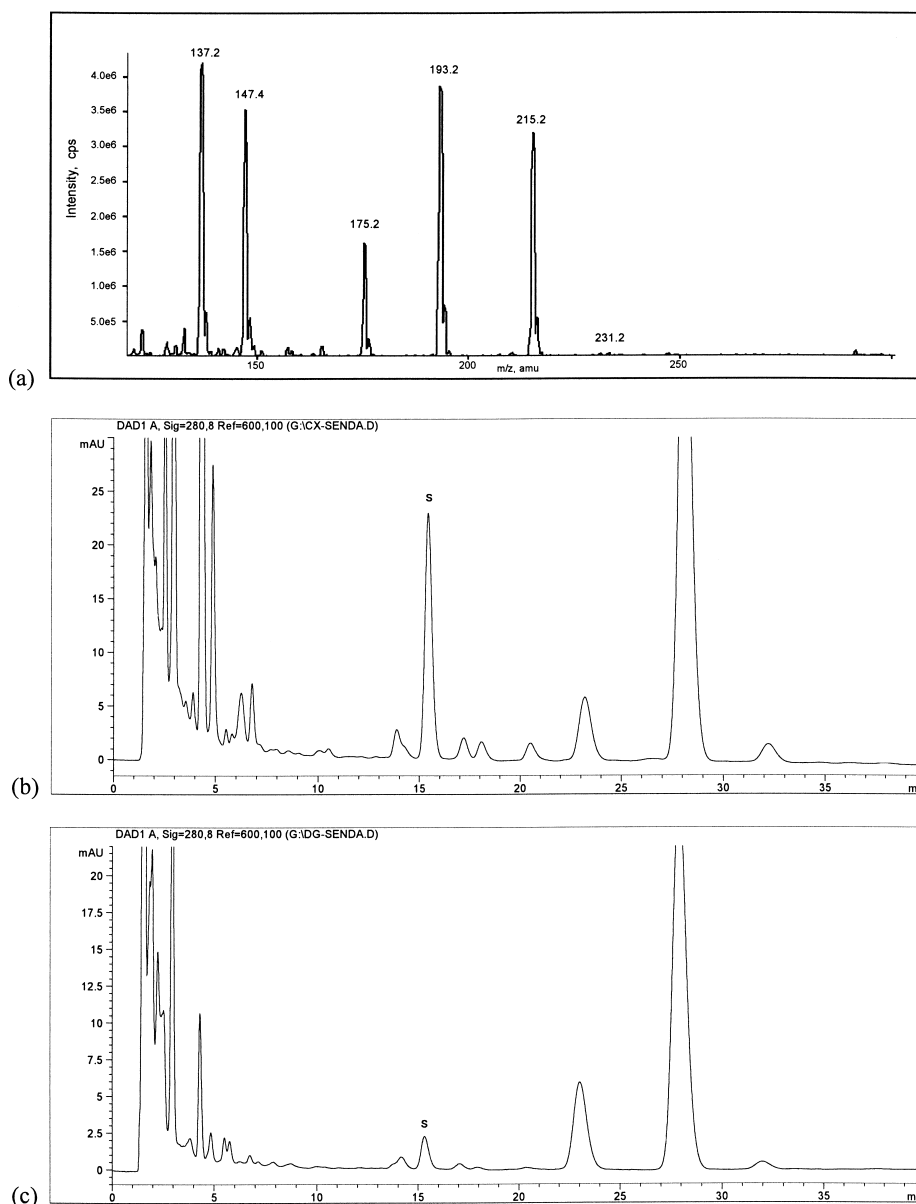 137.2
193.2
4.0e6
147.4
3.5e6
215.2
3.0e6
Intensity, cps
2.5e6
2.0e6
175.2
1.5e6
1.0e6
5.0e5
231.2
150
200
250
m/z, amu
(a)
DAD1 A, Sig=280,8 Ref=600,100 (G:\CX-SENDA.D)
mAU
25
S
20
15
10
5
0
0 5 10 15 20 25 30 35 m
(b)
DAD1 A, Sig=280,8 Ref=600,100 (G:\DG-SENDA.D)
mAU
20
17.5
15
12.5
10
7.5
5
2.5
S
0
0 5 10 15 20 25 30 35 m
(c)